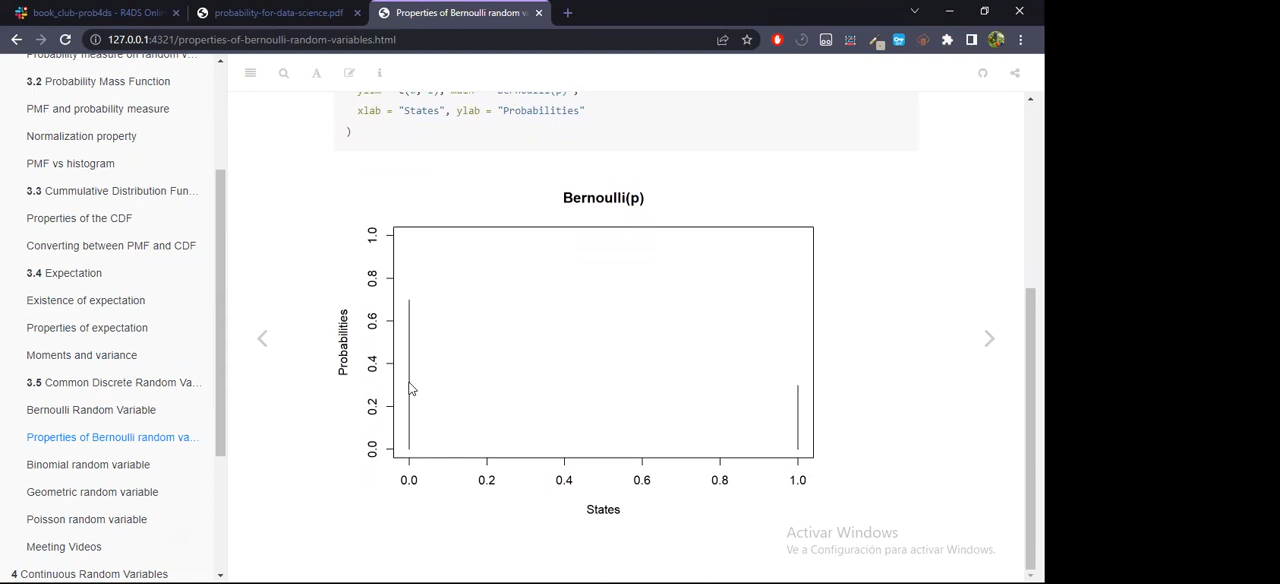 book_club-prob4ds - R4DS Onlin
probability-for-data-science.pdf
Properties of Bernoulli random v
127.0.0.1:4321/properties-of-bernoulli-random-variables.html
Probability measure on random v...
3.2 Probability Mass Function
PMF and probability measure
Normalization property
PMF vs histogram
3.3 Cummulative Distribution Fun...
Properties of the CDF
Converting between PMF and CDF
3.4 Expectation
Existence of expectation
Properties of expectation
Moments and variance
3.5 Common Discrete Random Va...
Bernoulli Random Variable
Properties of Bernoulli random va...
Binomial random variable
Geometric random variable
Poisson random variable
Meeting Videos
4 Continuous Random Variables
xlab = "States", ylab = "Probabilities"
)
Bernoulli(p)
Probabilities
1.0
0.8
0.6
0.4
0.2
0.0
0.0 0.2 0.4 0.6 0.8 1.0
States
Activar Windows
Ve a Configuración para activar Windows.